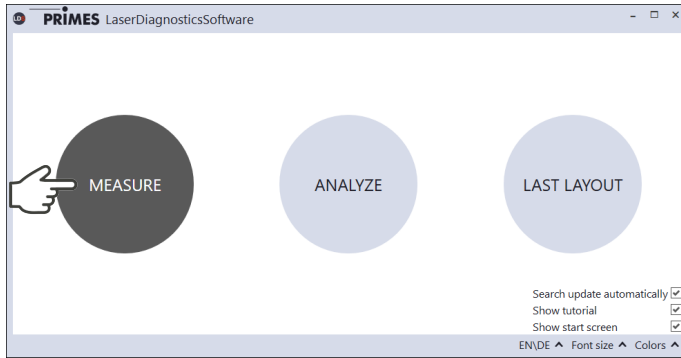 LD PRIMES LaserDiagnosticsSoftware
MEASURE
ANALYZE
LAST LAYOUT
Search update automatically
Show tutorial
Show start screen
EN\DE Font size Colors